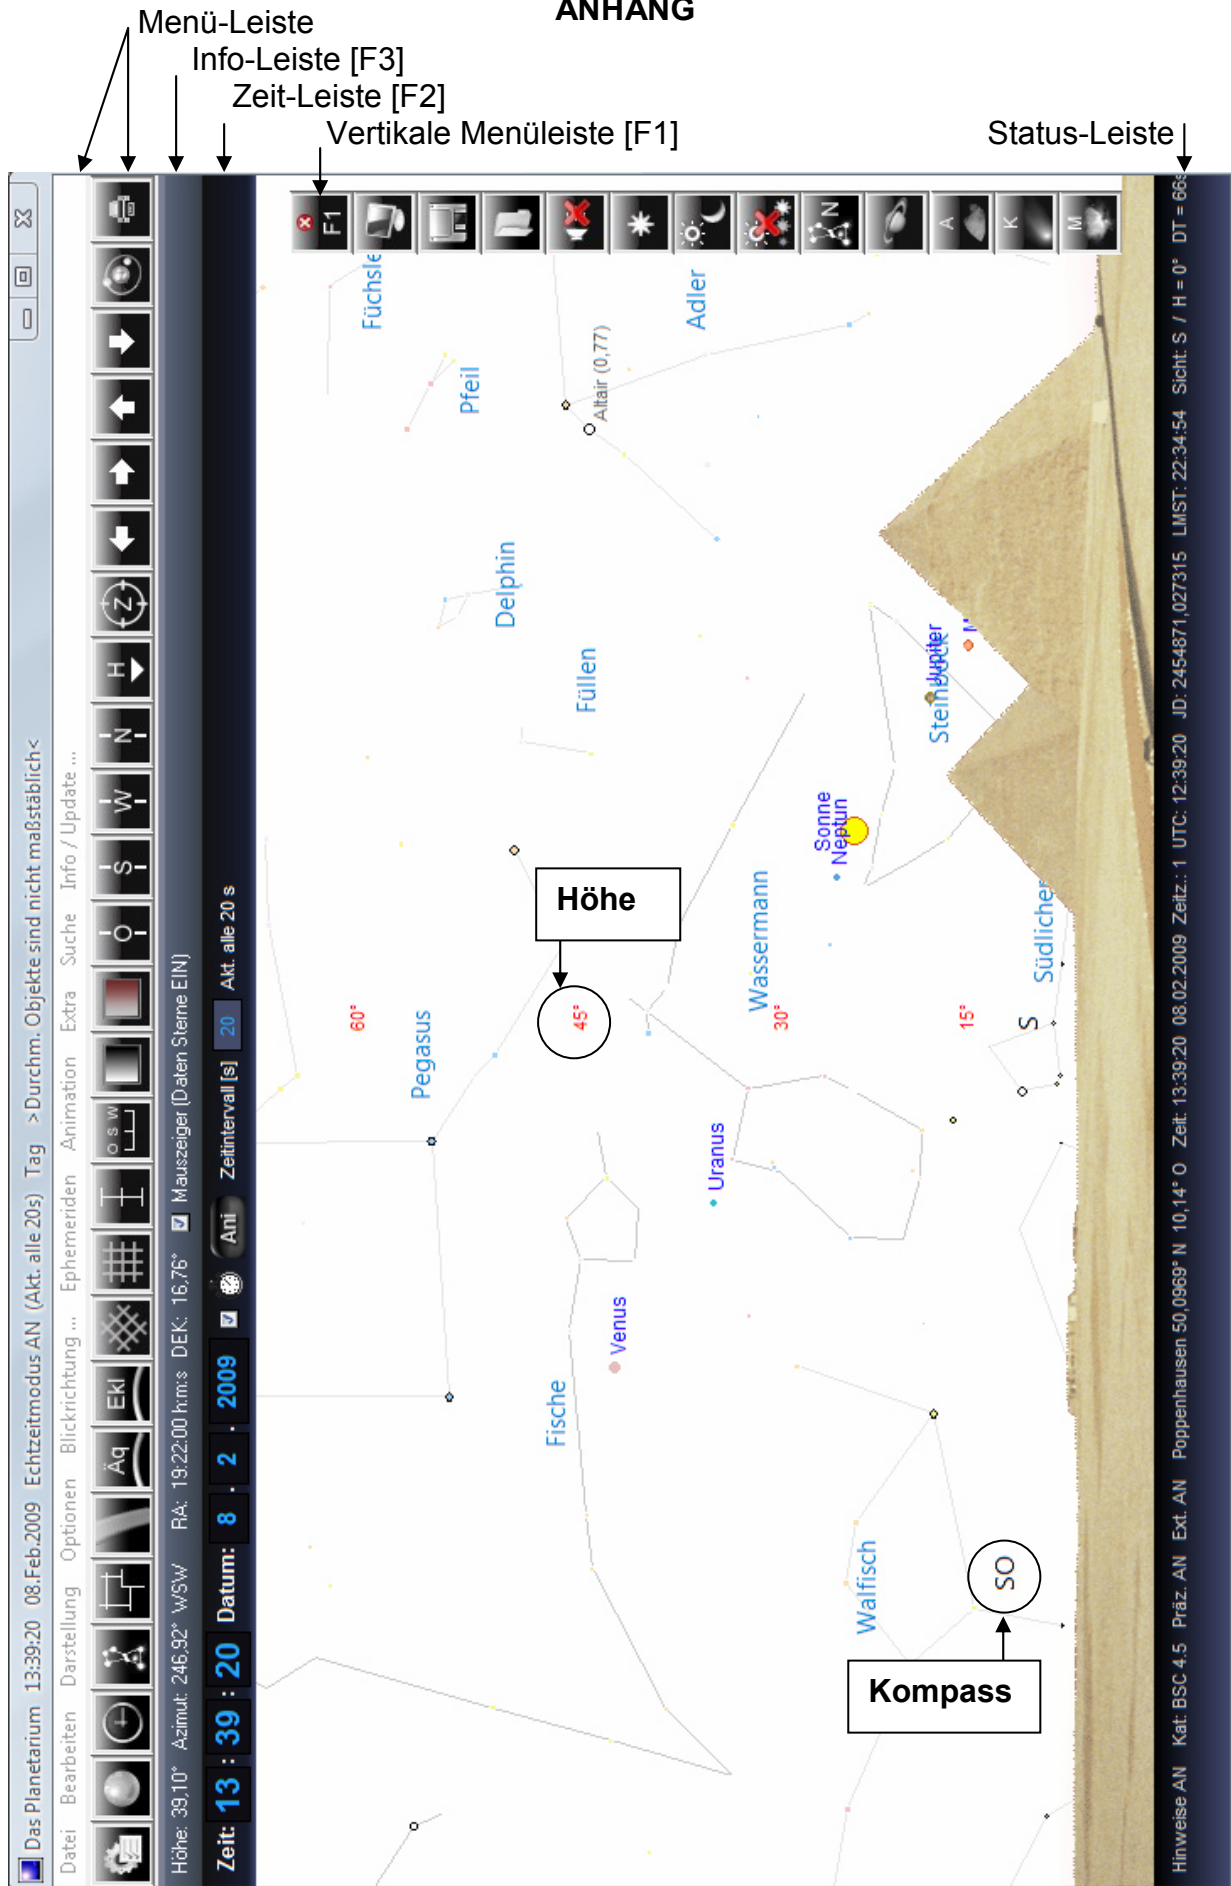 ANHANG
Menü-Leiste
Info-Leiste [F3]
Zeit-Leiste [F2]
Vertikale Menüleiste [F1]
Status-Leiste
Das Planetarium 13:39:20 08.Feb.2009 Echtzeitmodus AN (Akt. alle 20s) Tag >Durchm. Objekte sind nicht maßstäblich<
Datei Bearbeiten Darstellung Optionen Blickrichtung ... Ephemeriden Animation Extra Suche Info / Update ...
Äq Ekl O S W O S W N H Z
Höhe: 39,10° Azimut: 246,92° WSW RA: 19:22:00 h:m:s DEK: 16,76° Mauszeiger (Daten Sterne EIN)
Zeit: 13 : 39 : 20 Datum: 8 . 2 . 2009 Ani Zeitintervall [s] 20 Akt. alle 20 s
F1
N
A
K
M
60°
Füchsle
Pegasus
Pfeil
Delphin
Altair (0,77)
Adler
Fische
45°
Höhe
Füllen
Venus
Uranus
30°
Wassermann
Sonne
Neptun
Walfisch
15°
Steinbock
Jupiter
M
SO
S
Südlicher
Kompass
Hinweise AN Kat: BSC 4.5 Präz. AN Ext. AN Poppenhausen 50,0969° N 10,14° O Zeit: 13:39:20 08.02.2009 Zeitz.: 1 UTC: 12:39:20 JD: 2454871,027315 LMST: 22:34:54 Sicht: S / H = 0° DT = 66s